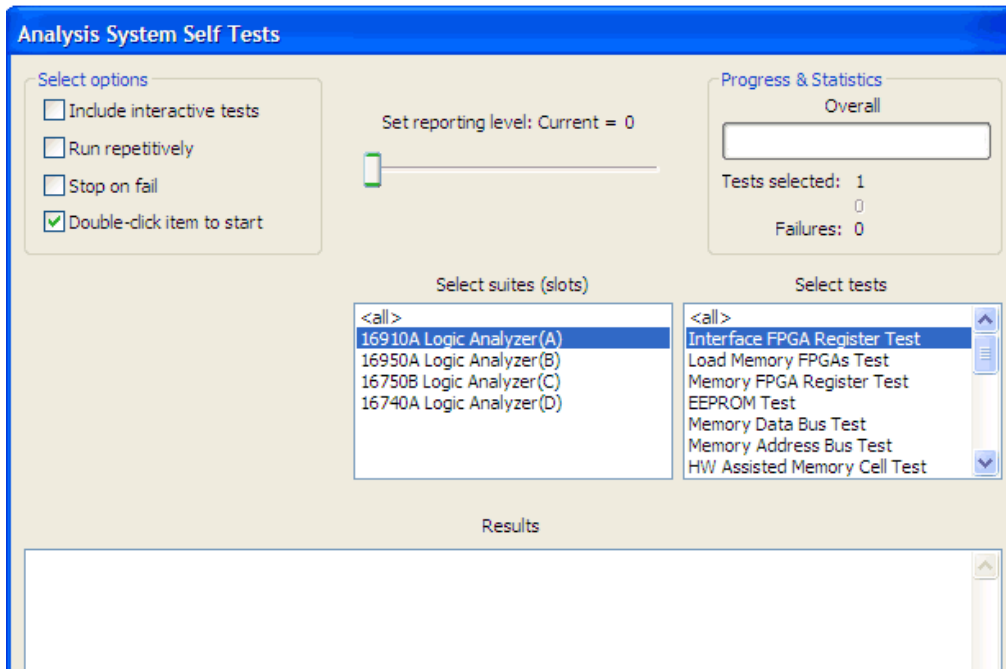 Analysis System Self Tests
Select options
Include interactive tests
Run repetitively
Stop on fail
Double-click item to start
Set reporting level: Current = 0
Progress & Statistics
Overall
Tests selected: 1
0
Failures: 0
Select suites (slots)
<all>
16910A Logic Analyzer(A)
16950A Logic Analyzer(B)
16750B Logic Analyzer(C)
16740A Logic Analyzer(D)
Select tests
<all>
Interface FPGA Register Test
Load Memory FPGAs Test
Memory FPGA Register Test
EEPROM Test
Memory Data Bus Test
Memory Address Bus Test
HW Assisted Memory Cell Test
Results